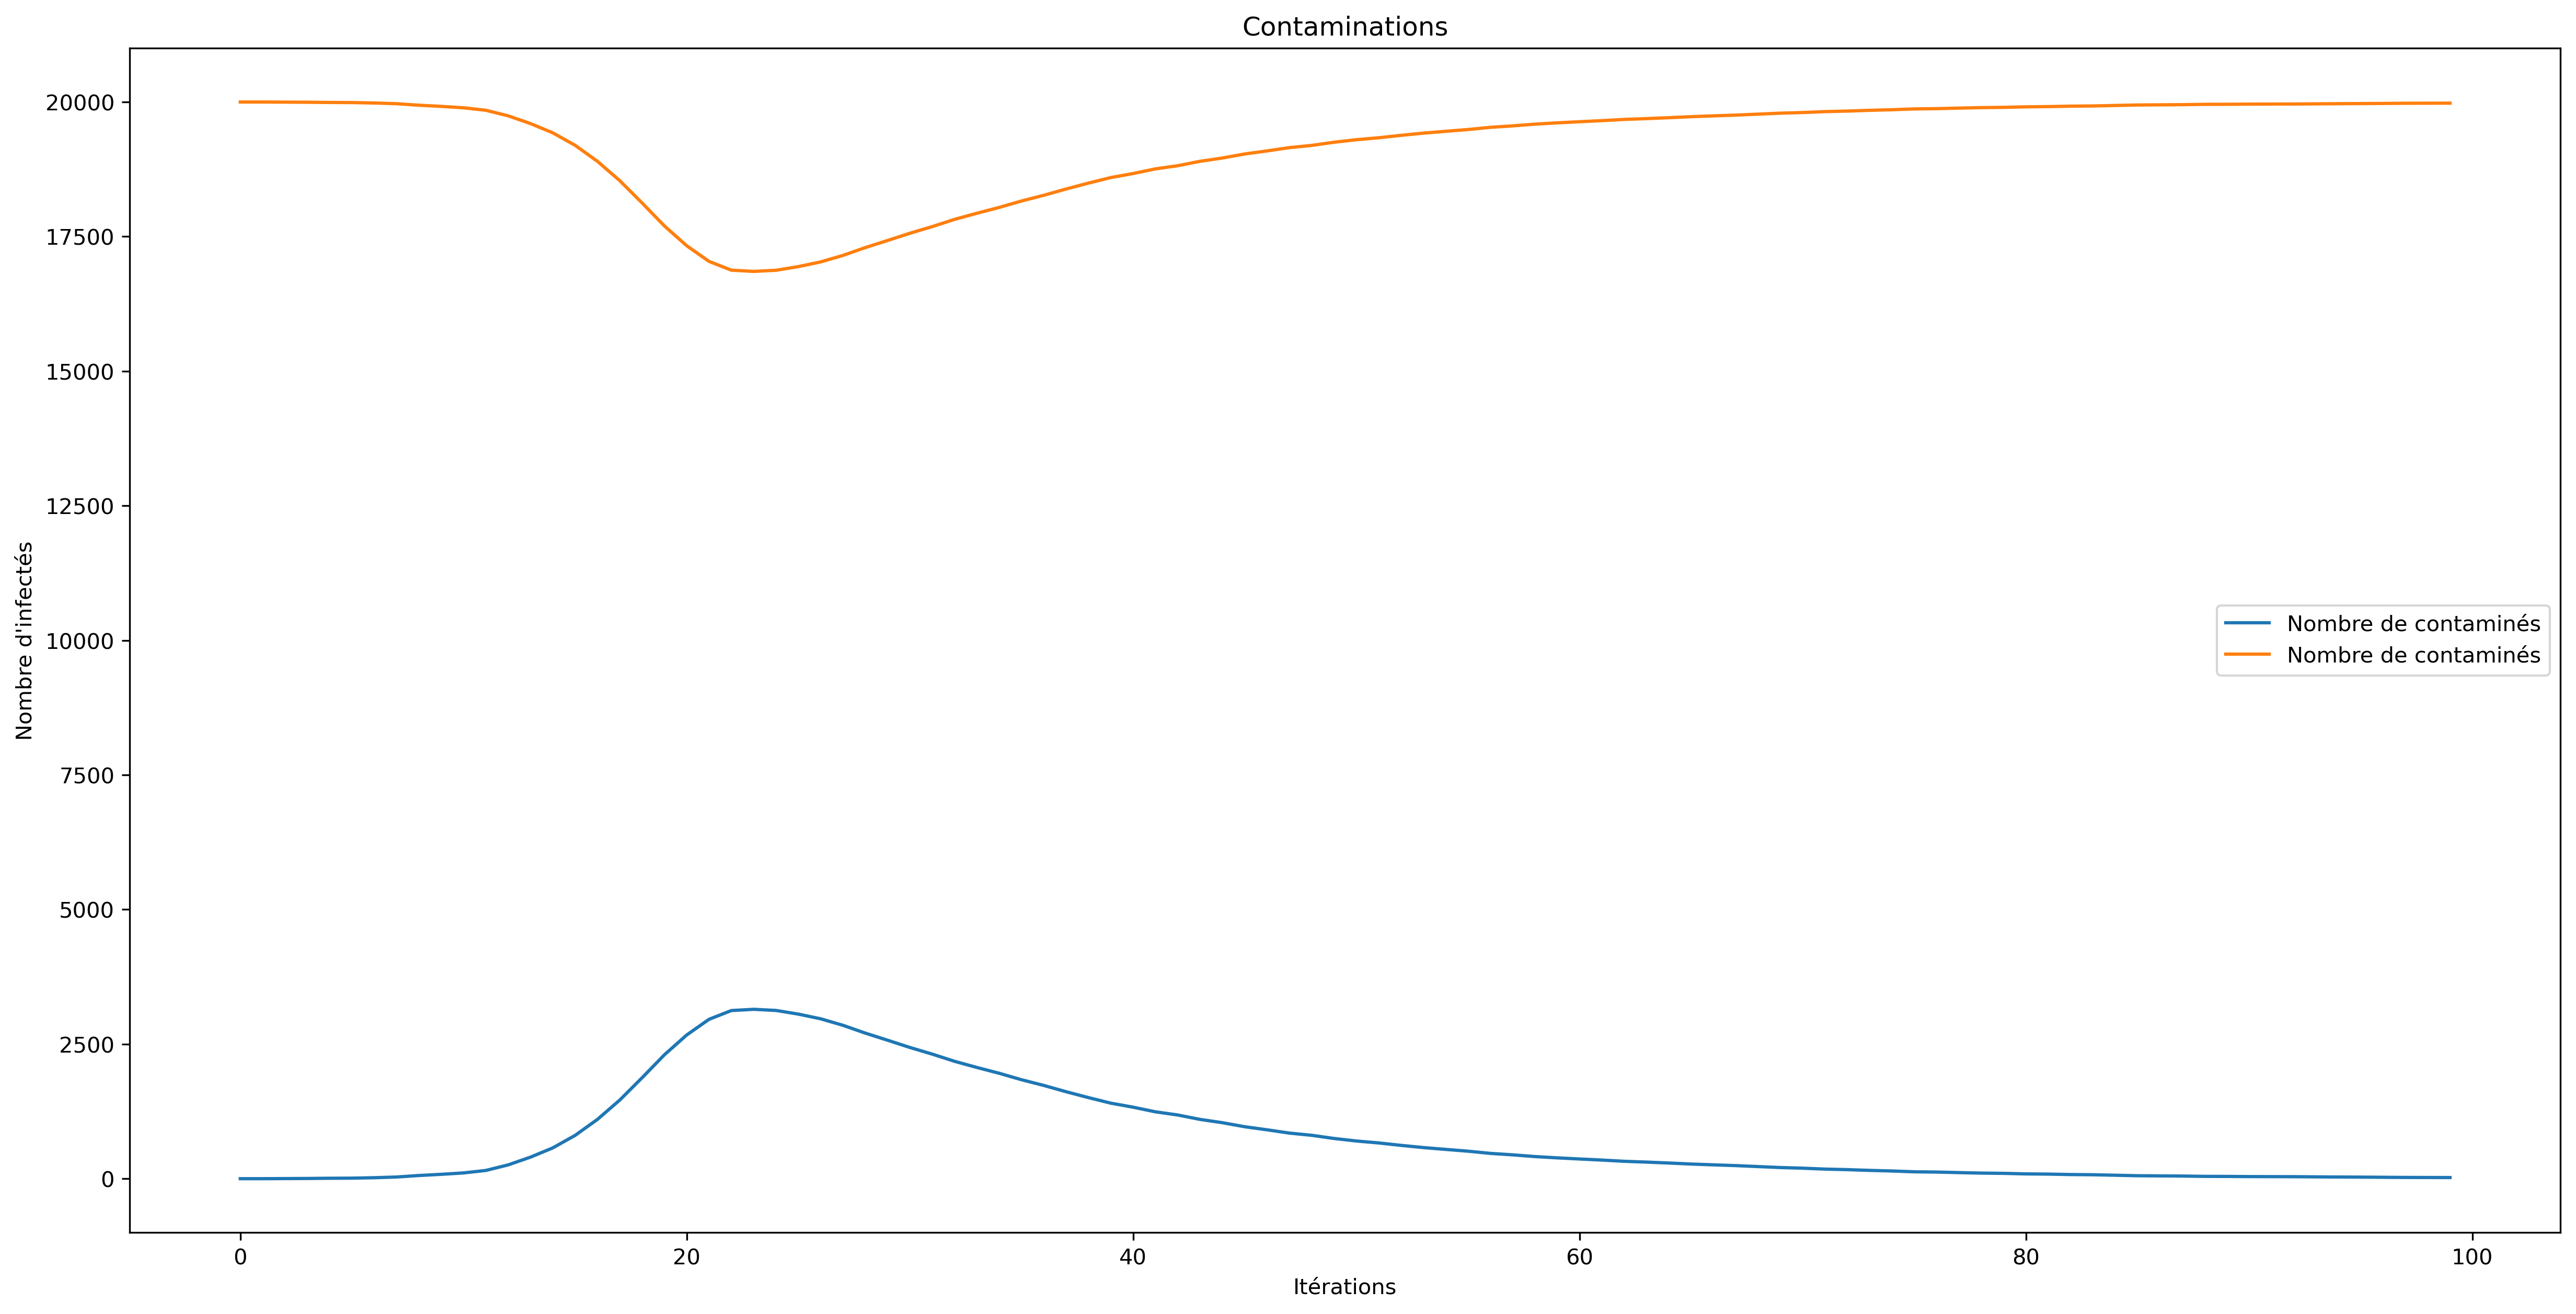 Contaminations
20000
17500
15000
12500
10000
7500
5000
2500
0
Nombre d'infectés
Nombre de contaminés
Nombre de contaminés
0 20 40 60 80 100
Itérations